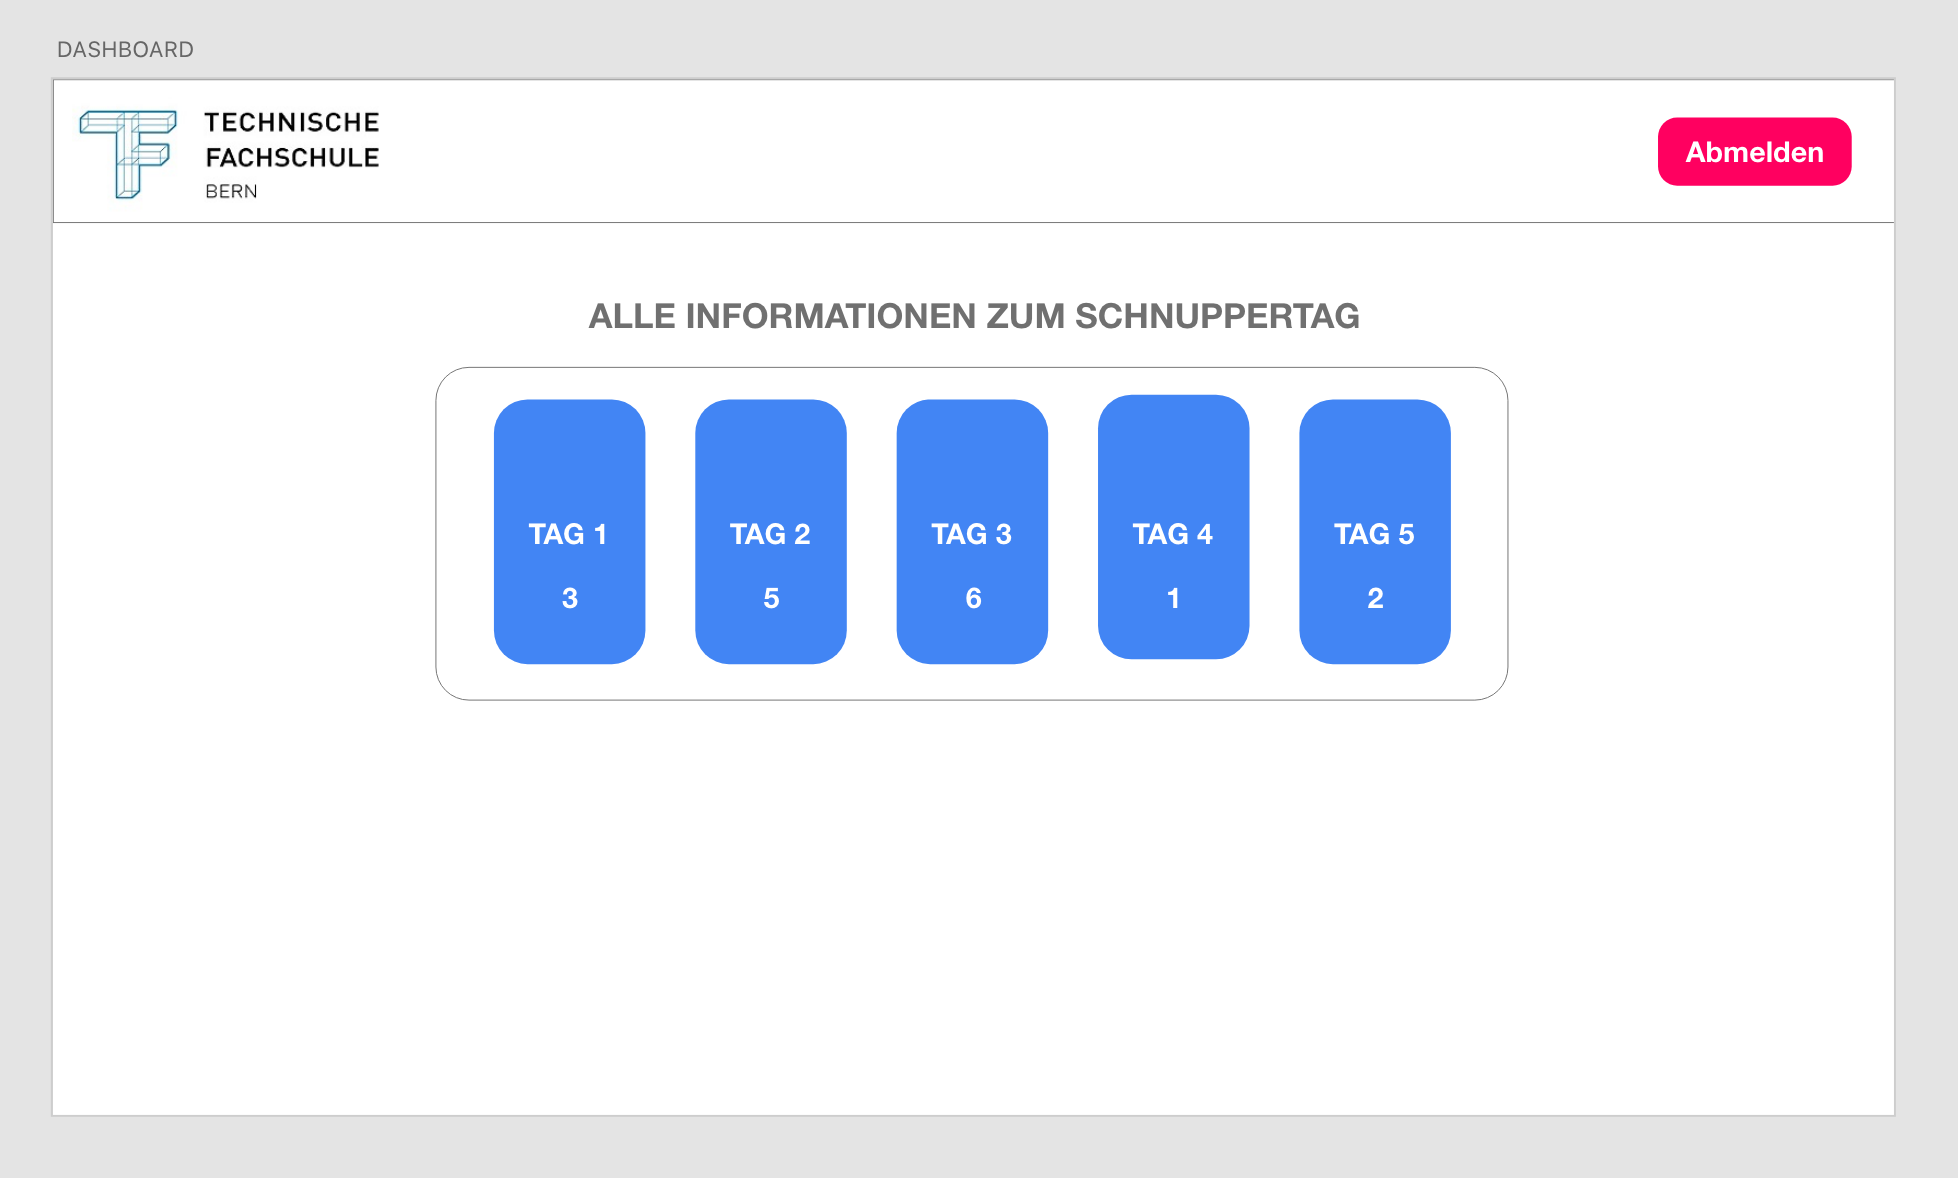 DASHBOARD
TECHNISCHE
FACHSCHULE
BERN
Abmelden
ALLE INFORMATIONEN ZUM SCHNUPPERTAG
TAG 1
3
TAG 2
5
TAG 3
6
TAG 4
1
TAG 5
2